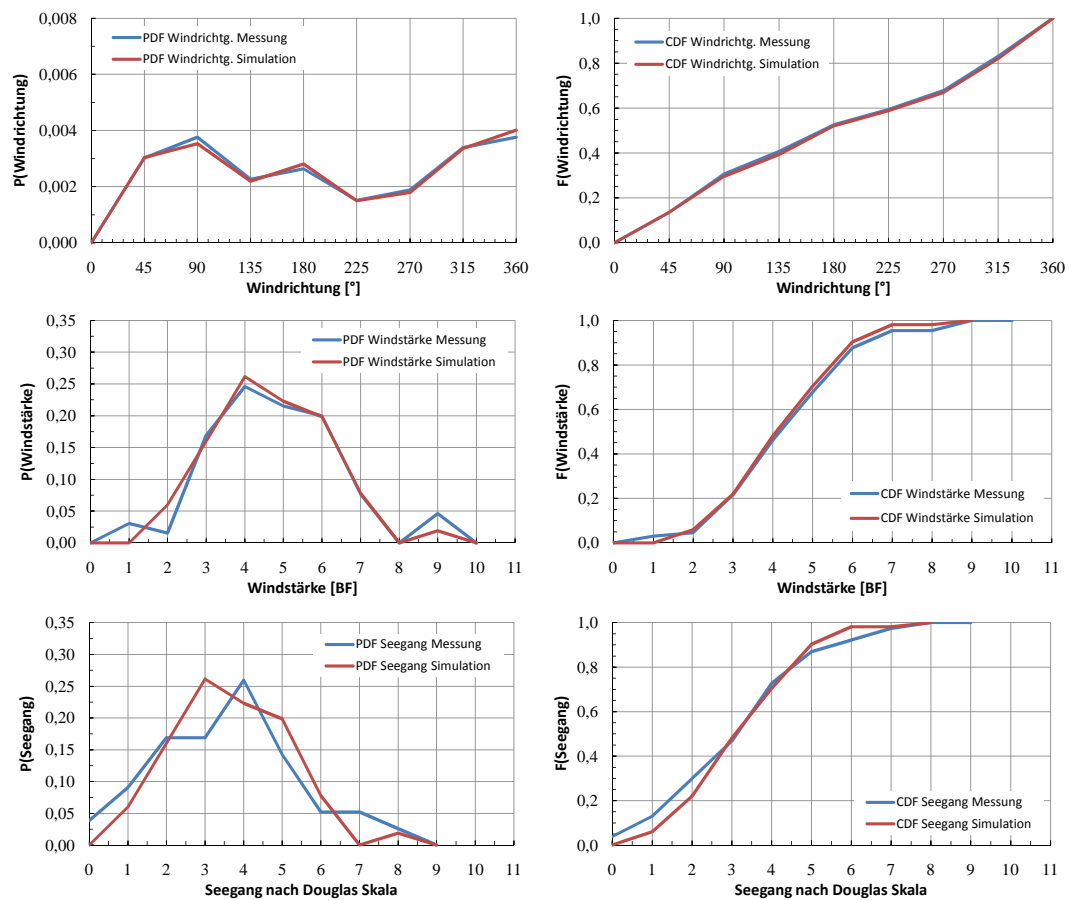 0,008
0,006
0,004
0,002
0,000
P(Windrichtung)
PDF Windrichtg. Messung
PDF Windrichtg. Simulation
0 45 90 135 180 225 270 315 360
Windrichtung [°]
1,0
0,8
0,6
0,4
0,2
0,0
F(Windrichtung)
CDF Windrichtg. Messung
CDF Windrichtg. Simulation
0 45 90 135 180 225 270 315 360
Windrichtung [°]
0,35
0,30
0,25
0,20
0,15
0,10
0,05
0,00
P(Windstärke)
PDF Windstärke Messung
PDF Windstärke Simulation
0 1 2 3 4 5 6 7 8 9 10 11
Windstärke [BF]
1,0
0,8
0,6
0,4
0,2
0,0
F(Windstärke)
CDF Windstärke Messung
CDF Windstärke Simulation
0 1 2 3 4 5 6 7 8 9 10 11
Windstärke [BF]
0,35
0,30
0,25
0,20
0,15
0,10
0,05
0,00
P(Seegang)
PDF Seegang Messung
PDF Seegang Simulation
0 1 2 3 4 5 6 7 8 9 10 11
Seegang nach Douglas Skala
1,0
0,8
0,6
0,4
0,2
0,0
F(Seegang)
CDF Seegang Messung
CDF Seegang Simulation
0 1 2 3 4 5 6 7 8 9 10 11
Seegang nach Douglas Skala